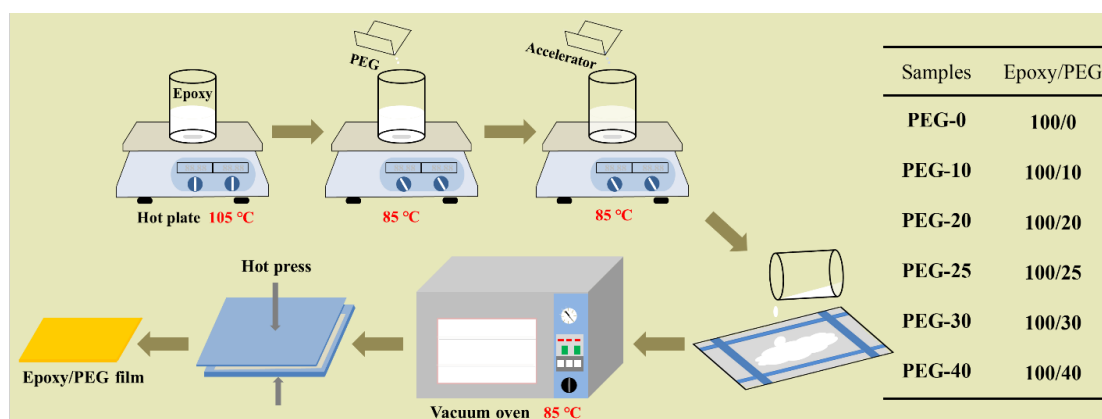 PEG
Accelerator
Epoxy
Hot plate 105 ℃
85 ℃
85 ℃
Hot press
Epoxy/PEG film
Vacuum oven 85 ℃
Samples Epoxy/PEG
PEG-0 100/0
PEG-10 100/10
PEG-20 100/20
PEG-25 100/25
PEG-30 100/30
PEG-40 100/40